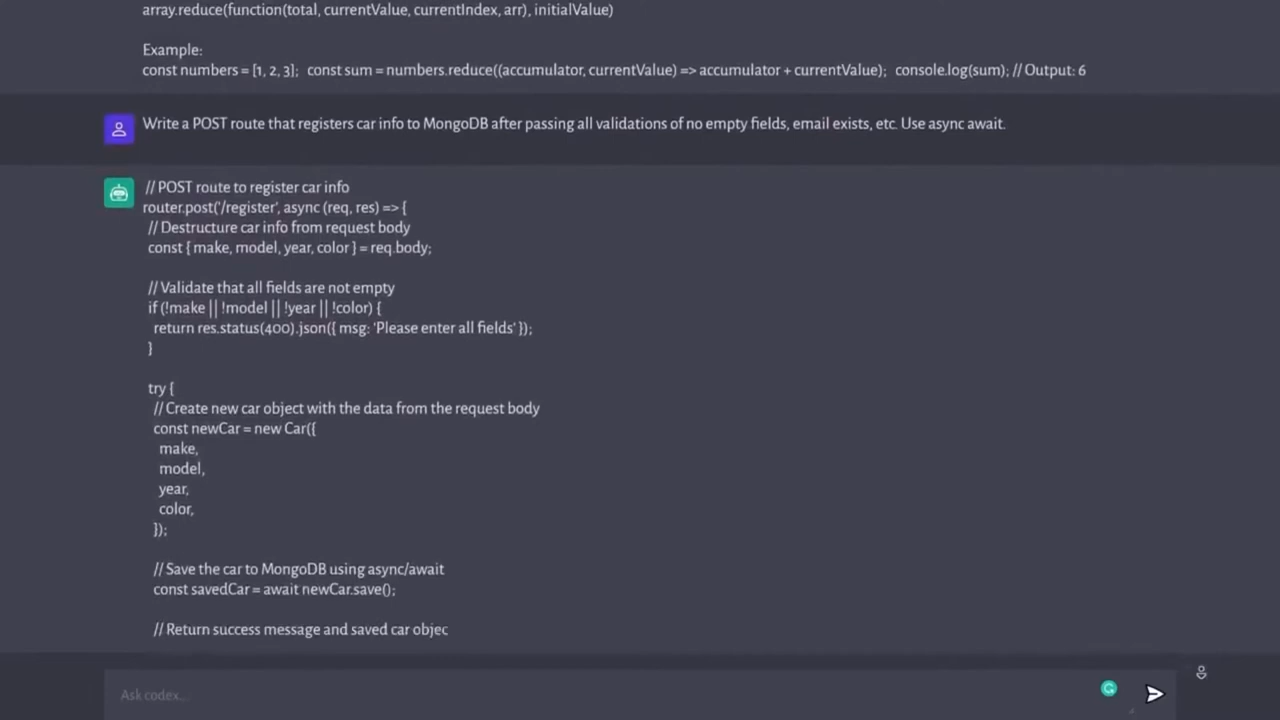 array.reduce(function(total, currentValue, currentIndex, arr), initialValue)
Example:
const numbers = [1, 2, 3];   const sum = numbers.reduce((accumulator, currentValue) => accumulator + currentValue);   console.log(sum); // Output: 6
Write a POST route that registers car info to MongoDB after passing all validations of no empty fields, email exists, etc. Use async await.
// POST route to register car info
router.post('/register', async (req, res) => {
// Destructure car info from request body
const { make, model, year, color } = req.body;
// Validate that all fields are not empty
if (!make || !model || !year || !color) {
return res.status(400).json({ msg: 'Please enter all fields' });
}
try {
// Create new car object with the data from the request body
const newCar = new Car({
make,
model,
year,
color,
});
// Save the car to MongoDB using async/await
const savedCar = await newCar.save();
// Return success message and saved car objec
Ask codex...